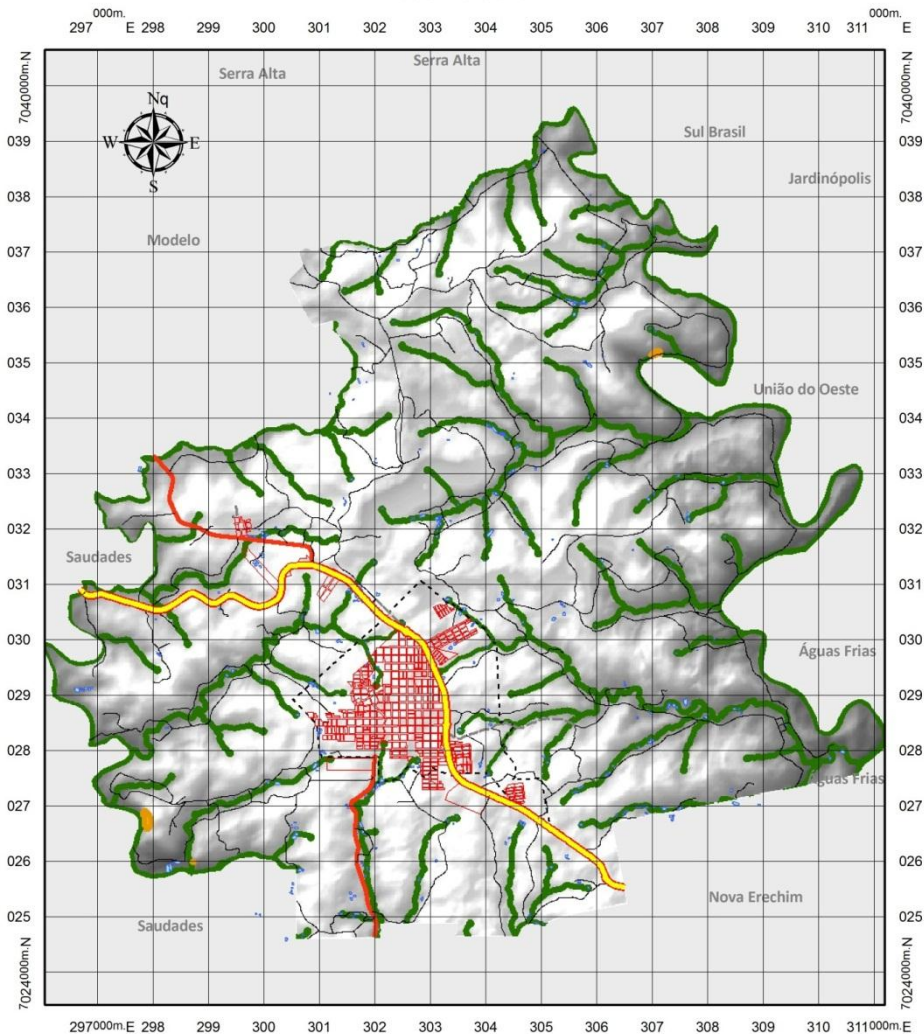 000m. 000m.
297 E 298 299 300 301 302 303 304 305 306 307 308 309 310 311 E
Serra Alta
Serra Alta
7040000m.N
Nq
W E
S
Sul Brasil
039
039
Jardinópolis
038
038
Modelo
037
037
036
036
035
035
União do Oeste
034
034
033
033
032
032
Saudades
031
031
030
030
Águas Frias
029
029
028
028
Águas Frias
027
027
026
026
Nova Erechim
Saudades
025
025
7024000m.N
7024000m.N
297000m. E 298 299 300 301 302 303 304 305 306 307 308 309 310 311000m. E